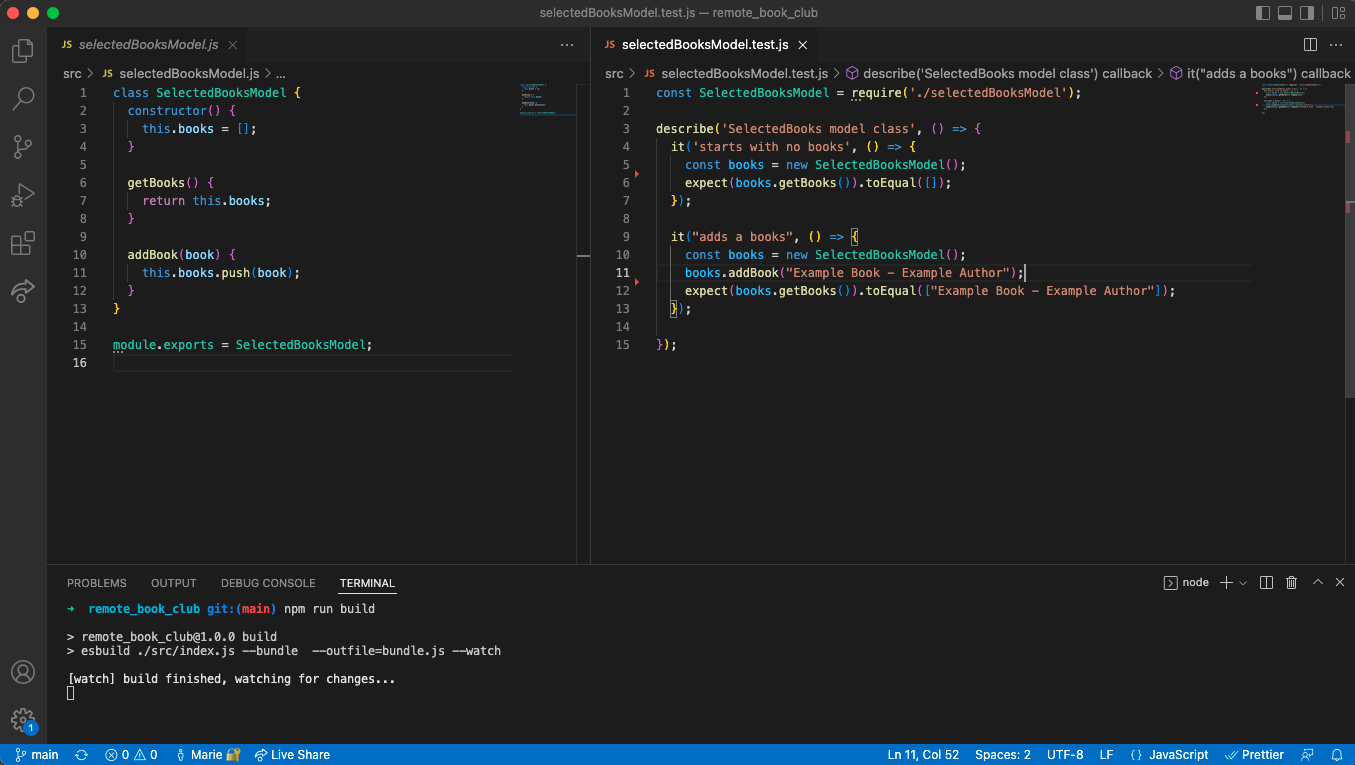 selectedBooksModel.test.js — remote_book_club
JS selectedBooksModel.js
src > JS selectedBooksModel.js > ...
1 class SelectedBooksModel {
2 constructor() {
3 this.books = [];
4 }
5
6 getBooks() {
7 return this.books;
8 }
9
10 addBook(book) {
11 this.books.push(book);
12 }
13 }
14
15 module.exports = SelectedBooksModel;
16
JS selectedBooksModel.test.js
src > JS selectedBooksModel.test.js > describe('SelectedBooks model class') callback > it("adds a books") callback
1 const SelectedBooksModel = require('./selectedBooksModel');
2
3 describe('SelectedBooks model class', () => {
4 it('starts with no books', () => {
5 const books = new SelectedBooksModel();
6 expect(books.getBooks()).toEqual([]);
7 });
8
9 it("adds a books", () => {
10 const books = new SelectedBooksModel();
11 books.addBook("Example Book - Example Author");
12 expect(books.getBooks()).toEqual(["Example Book - Example Author"]);
13 });
14
15 });
PROBLEMS OUTPUT DEBUG CONSOLE TERMINAL node
→ remote_book_club git:(main) npm run build
> remote_book_club@1.0.0 build
> esbuild ./src/index.js --bundle --outfile=bundle.js --watch
[watch] build finished, watching for changes...
1
main 0 0 Marie 🔐 Live Share Ln 11, Col 52 Spaces: 2 UTF-8 LF {} JavaScript Prettier